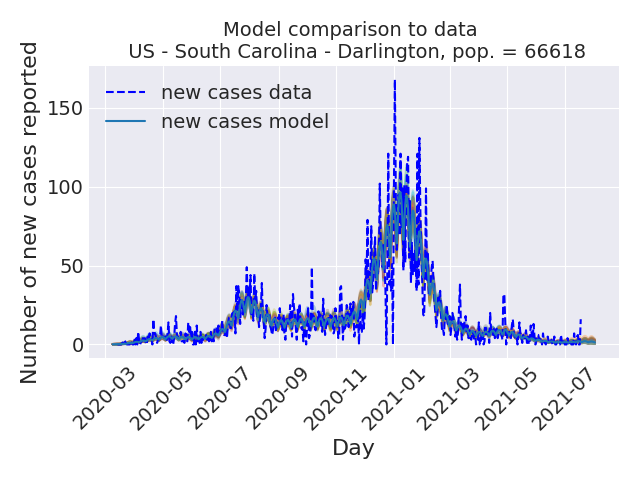 Model comparison to data
US - South Carolina - Darlington, pop. = 66618
Number of new cases reported
new cases data
new cases model
150
100
50
0
2020-03
2020-05
2020-07
2020-09
2020-11
2021-01
2021-03
2021-05
2021-07
Day